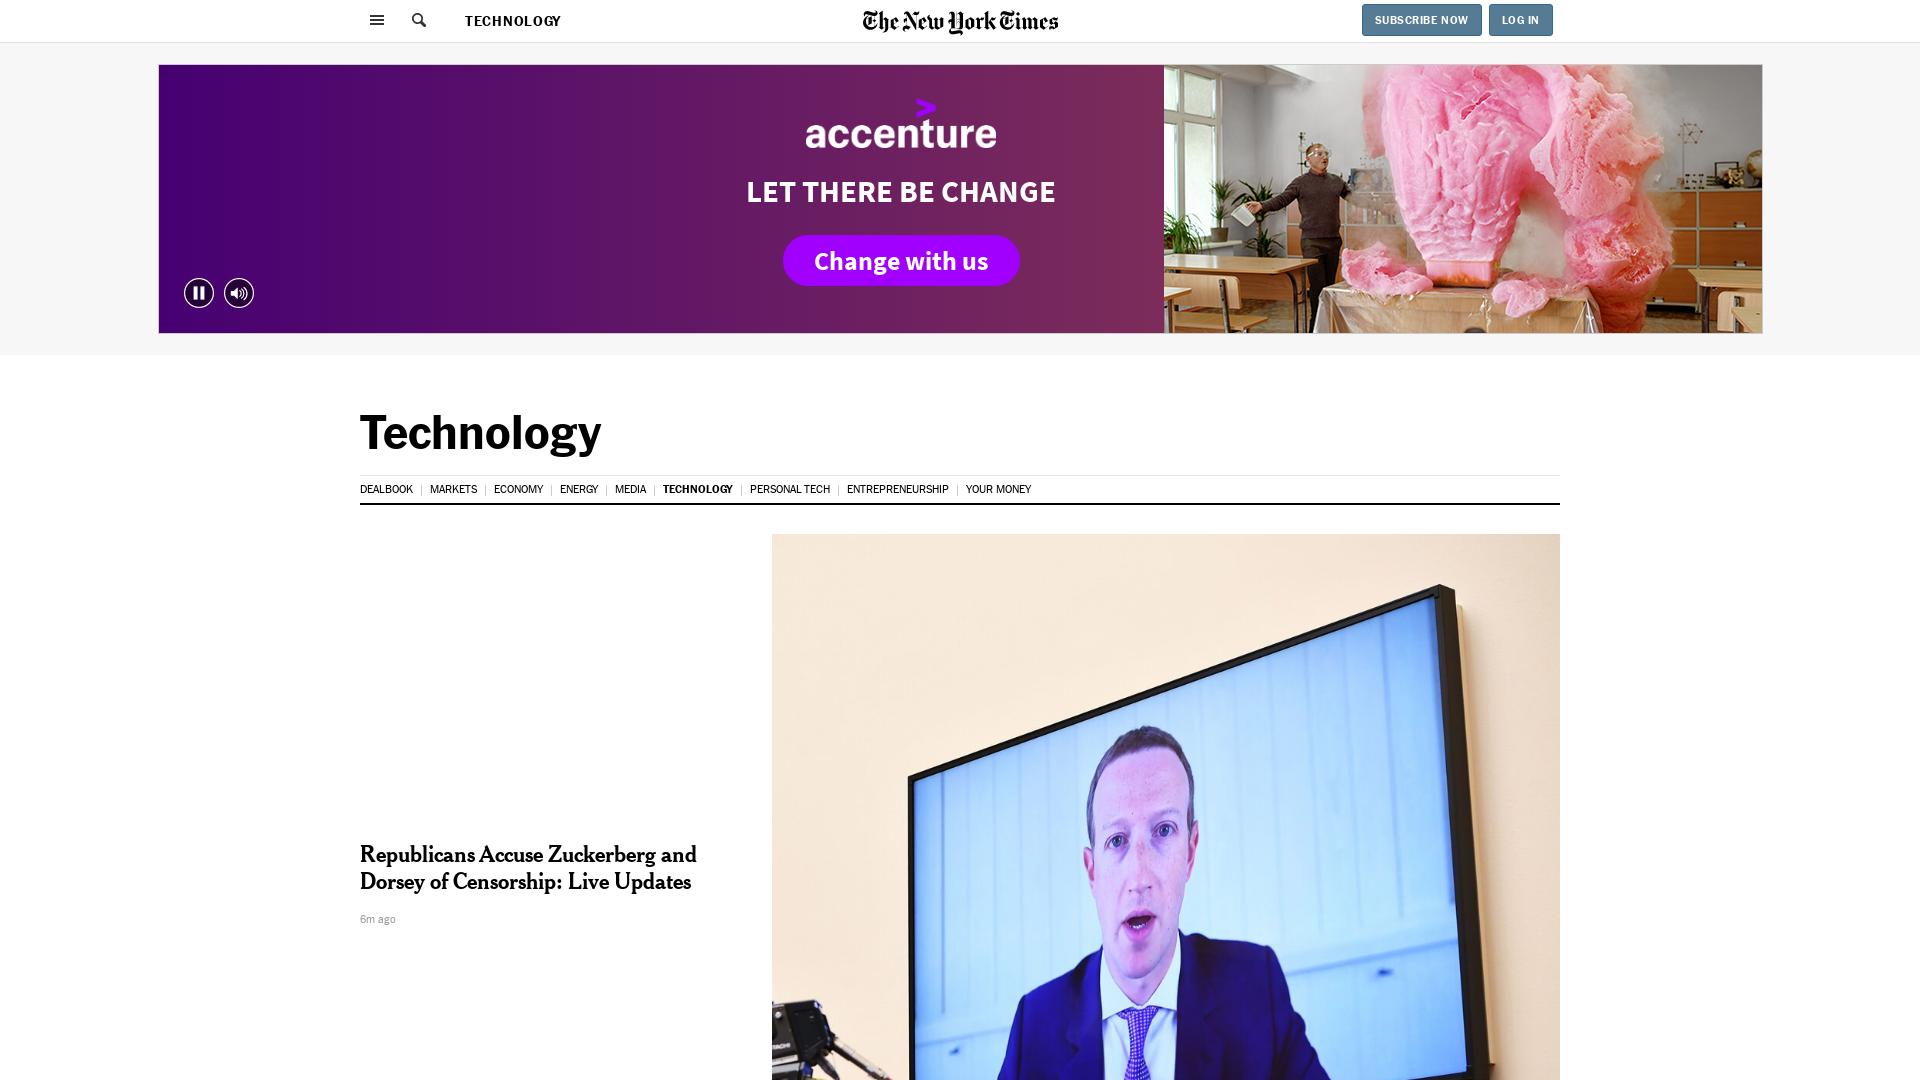 TECHNOLOGY
The New York Times
SUBSCRIBE NOW
LOG IN
>
accenture
LET THERE BE CHANGE
Change with us
Technology
DEALBOOK
MARKETS
ECONOMY
ENERGY
MEDIA
TECHNOLOGY
PERSONAL TECH
ENTREPRENEURSHIP
YOUR MONEY
Republicans Accuse Zuckerberg and
Dorsey of Censorship: Live Updates
6m ago